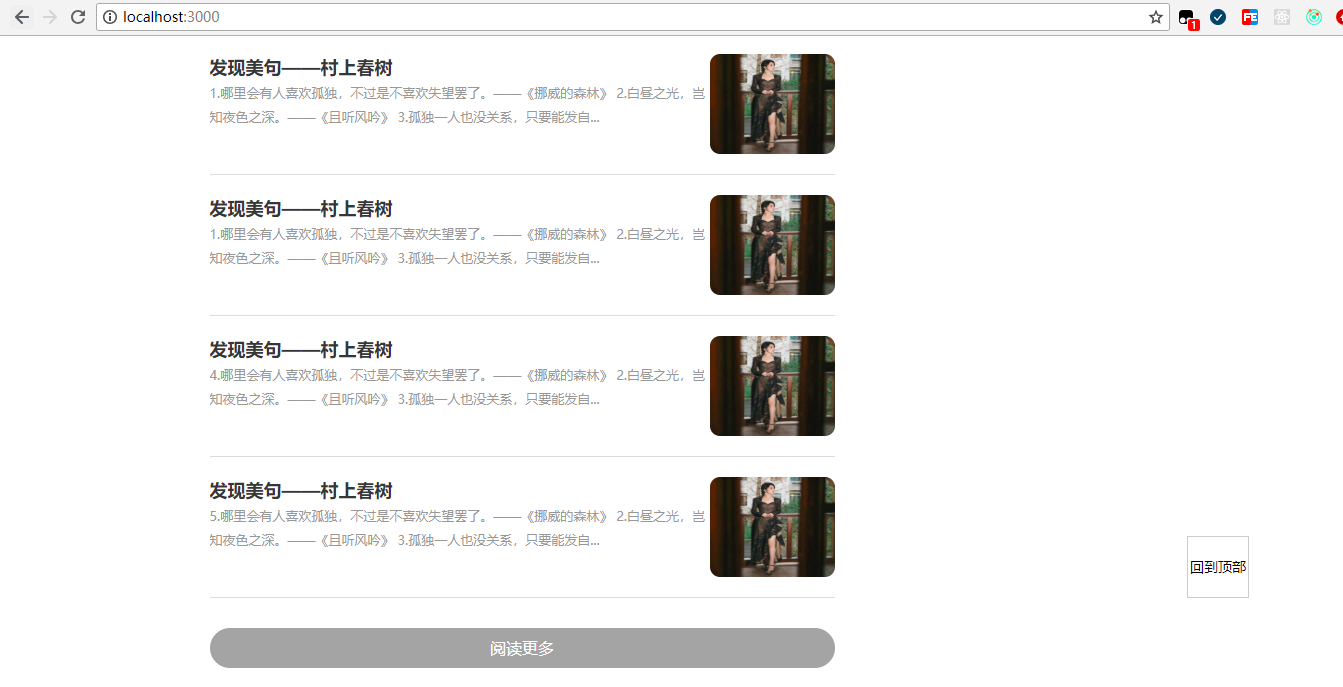 localhost:3000
1
FE
发现美句——村上春树
1.哪里会有人喜欢孤独，不过是不喜欢失望罢了。——《挪威的森林》 2.白昼之光，岂
知夜色之深。——《且听风吟》 3.孤独一人也没关系，只要能发自...
发现美句——村上春树
1.哪里会有人喜欢孤独，不过是不喜欢失望罢了。——《挪威的森林》 2.白昼之光，岂
知夜色之深。——《且听风吟》 3.孤独一人也没关系，只要能发自...
发现美句——村上春树
4.哪里会有人喜欢孤独，不过是不喜欢失望罢了。——《挪威的森林》 2.白昼之光，岂
知夜色之深。——《且听风吟》 3.孤独一人也没关系，只要能发自...
发现美句——村上春树
5.哪里会有人喜欢孤独，不过是不喜欢失望罢了。——《挪威的森林》 2.白昼之光，岂
知夜色之深。——《且听风吟》 3.孤独一人也没关系，只要能发自...
回到顶部
阅读更多